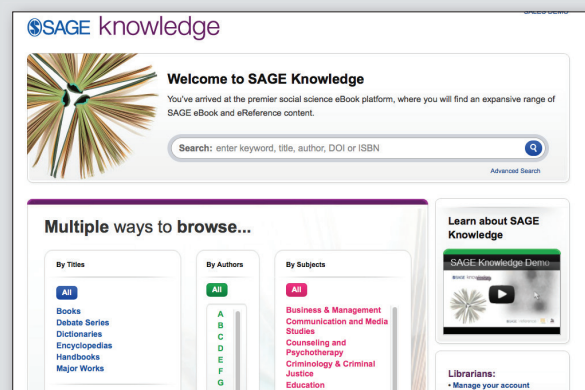 SALES DEMO
SAGE knowledge
Welcome to SAGE Knowledge
You've arrived at the premier social science eBook platform, where you will find an expansive range of
SAGE eBook and eReference content.
Search: enter keyword, title, author, DOI or ISBN
Advanced Search
Multiple ways to browse...
By Titles
All
Books
Debate Series
Dictionaries
Encyclopedias
Handbooks
Major Works
By Authors
All
A
B
C
D
E
F
G
By Subjects
All
Business & Management
Communication and Media
Studies
Counseling and
Psychotherapy
Criminology & Criminal
Justice
Education
Learn about SAGE
Knowledge
SAGE Knowledge Demo
SAGE knowledge
Librarians:
• Manage your account